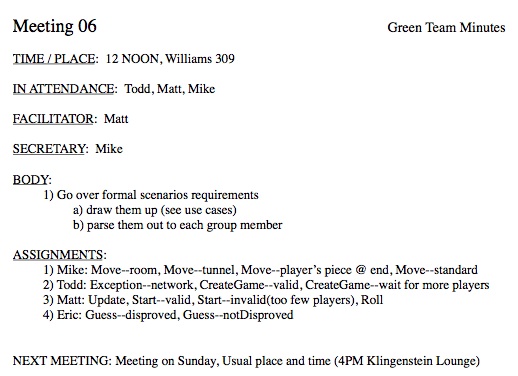 Meeting 06 Green Team Minutes
TIME / PLACE: 12 NOON, Williams 309
IN ATTENDANCE: Todd, Matt, Mike
FACILITATOR: Matt
SECRETARY: Mike
BODY:
1) Go over formal scenarios requirements
a) draw them up (see use cases)
b) parse them out to each group member
ASSIGNMENTS:
1) Mike: Move--room, Move--tunnel, Move--player's piece @ end, Move--standard
2) Todd: Exception--network, CreateGame--valid, CreateGame--wait for more players
3) Matt: Update, Start--valid, Start--invalid(too few players), Roll
4) Eric: Guess--disproved, Guess--notDisproved
NEXT MEETING: Meeting on Sunday, Usual place and time (4PM Klingenstein Lounge)